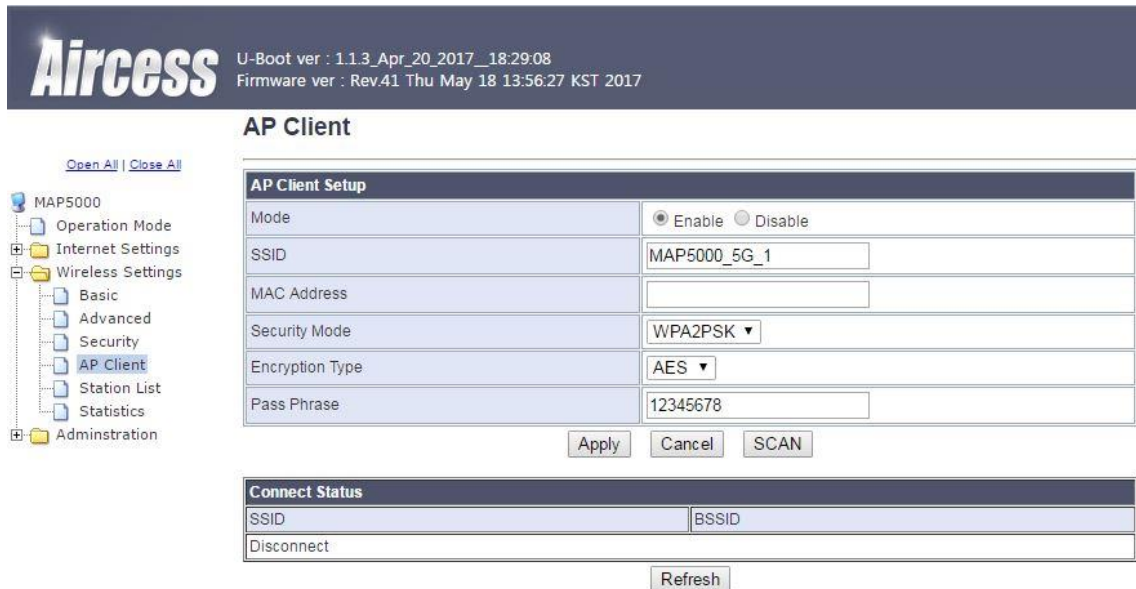 Aircess
U-Boot ver : 1.1.3_Apr_20_2017__18:29:08
Firmware ver : Rev.41 Thu May 18 13:56:27 KST 2017
Open All | Close All
MAP5000
Operation Mode
Internet Settings
Wireless Settings
Basic
Advanced
Security
AP Client
Station List
Statistics
Adminstration
AP Client
AP Client Setup
Mode Enable Disable
SSID MAP5000_5G_1
MAC Address
Security Mode WPA2PSK
Encryption Type AES
Pass Phrase 12345678
Apply Cancel SCAN
Connect Status
SSID BSSID
Disconnect
Refresh